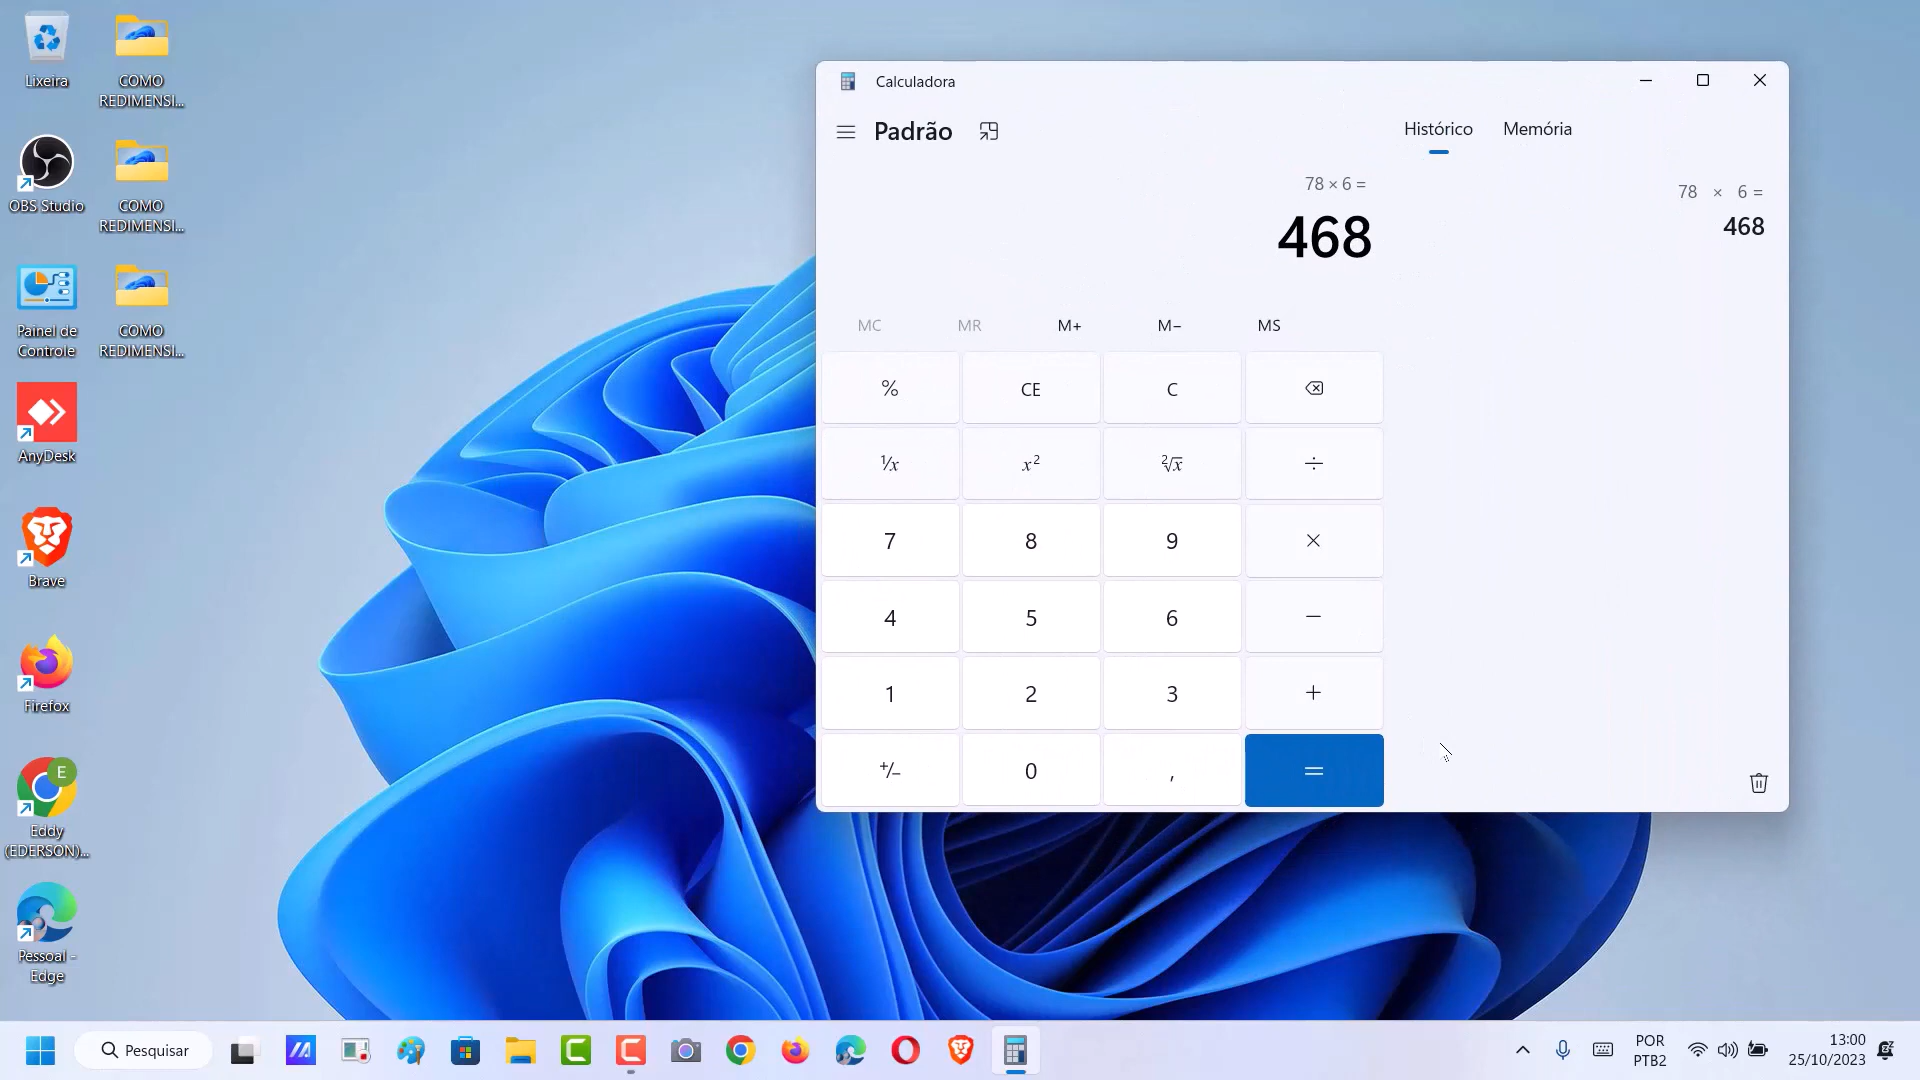 Lixeira
COMO
REDIMENSI...
OBS Studio
COMO
REDIMENSI...
Painel de
Controle
COMO
REDIMENSI...
AnyDesk
Brave
Firefox
E
Eddy
(EDERSON)...
Pessoal -
Edge
Calculadora
Padrão
Histórico
Memória
78 × 6 =
468
78 × 6 =
468
MC
MR
M+
M−
MS
%
CE
C
¹/x
x²
²√x
÷
7
8
9
×
4
5
6
−
1
2
3
+
+/−
0
,
=
Pesquisar
POR
PTB2
13:00
25/10/2023